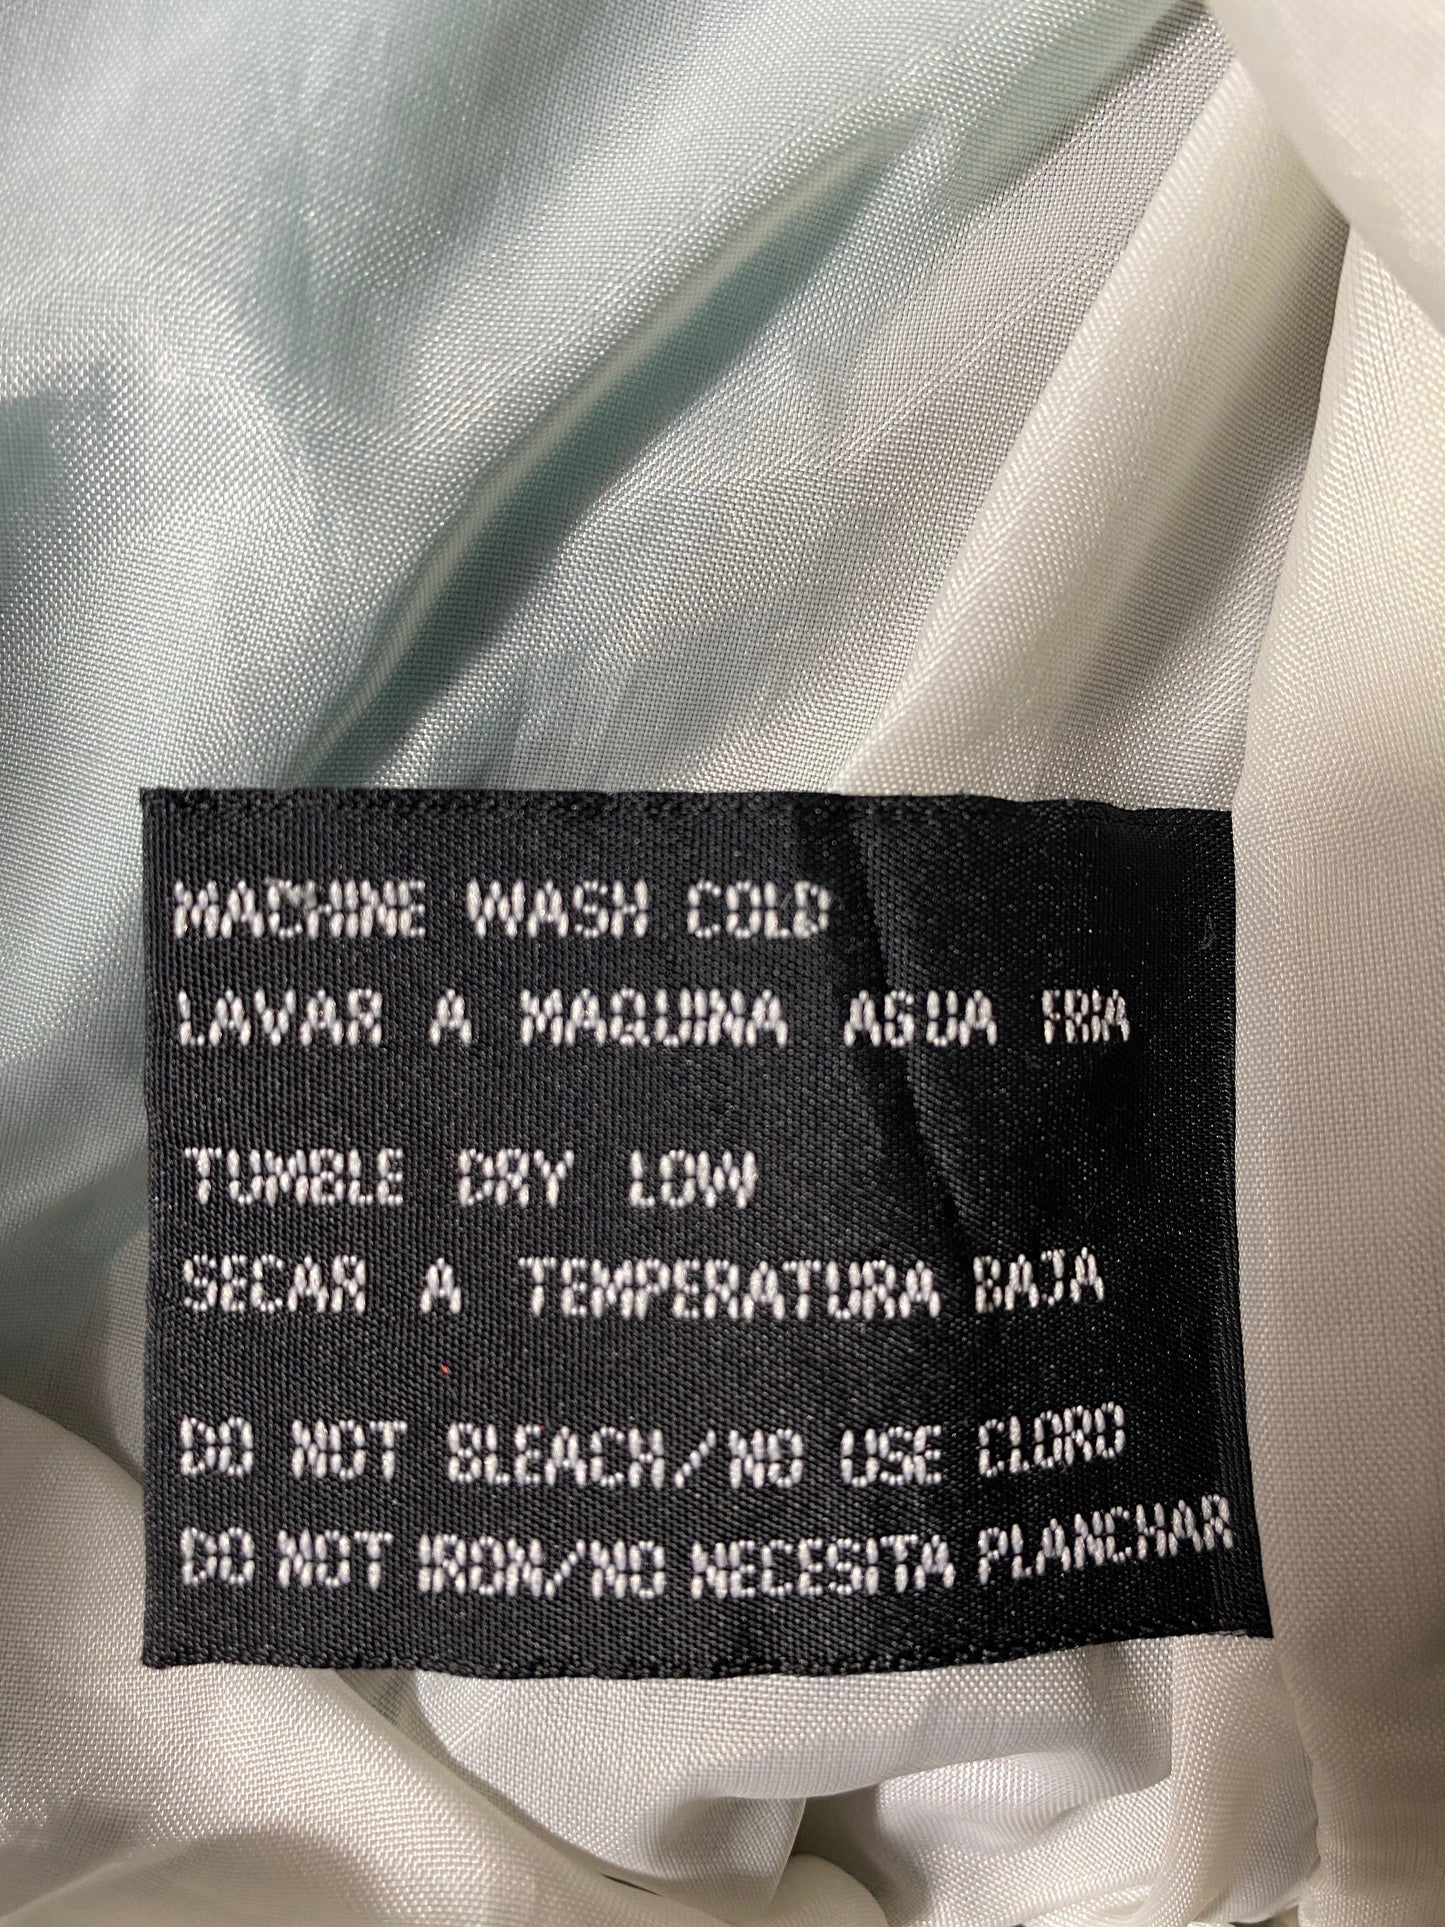 MACHINE WASH COLD
LAVAR A MAQUINA AGUA FRIA
TUMBLE DRY LOW
SECAR A TEMPERATURA BAJA
DO NOT BLEACH/NO USE CLORO
DO NOT IRON/NO NECESITA PLANCHAR